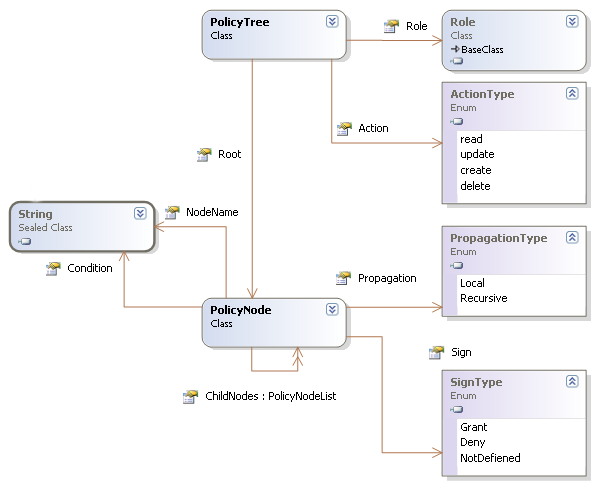 PolicyTree
Class
Role
Role
Class
BaseClass
ActionType
Enum
read
update
create
delete
Action
Root
String
Sealed Class
NodeName
Condition
PropagationType
Enum
Local
Recursive
Propagation
PolicyNode
Class
ChildNodes : PolicyNodeList
Sign
SignType
Enum
Grant
Deny
NotDefiened